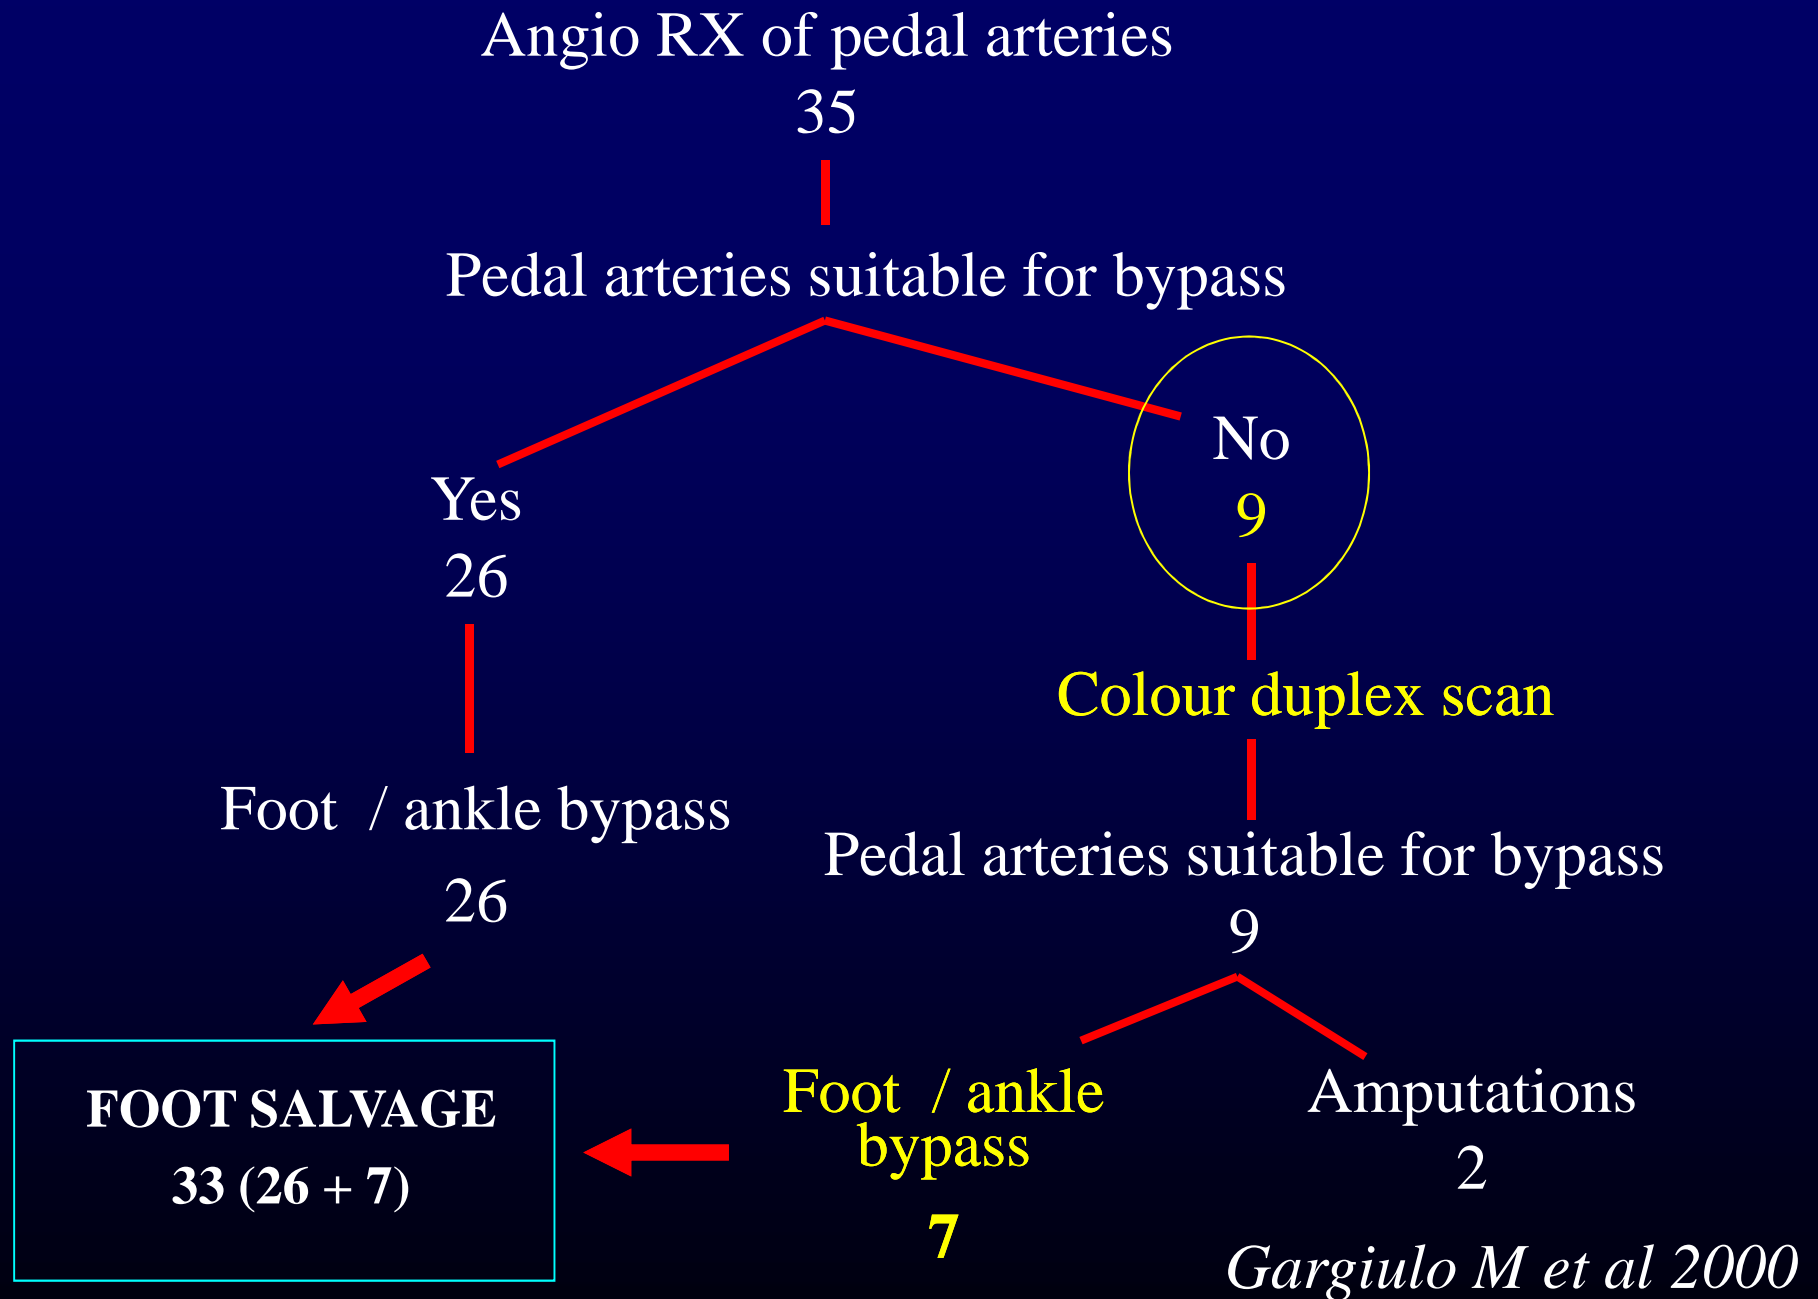 Angio RX of pedal arteries
35
Pedal arteries suitable for bypass
No
9
Yes
26
Colour duplex scan
Foot / ankle bypass
26
Pedal arteries suitable for bypass
9
Foot / ankle
bypass
7
Amputations
2
FOOT SALVAGE
33 (26 + 7)
Gargiulo M et al 2000